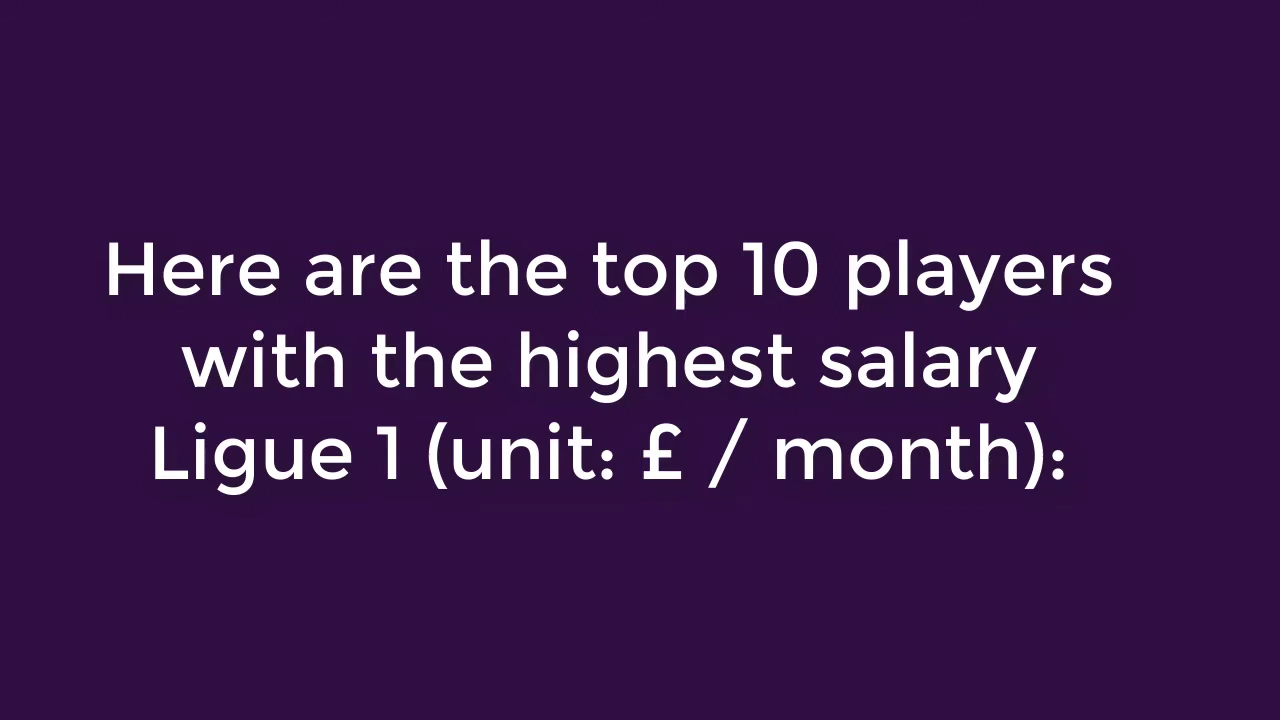 Here are the top 10 players
with the highest salary
Ligue 1 (unit: £ / month):